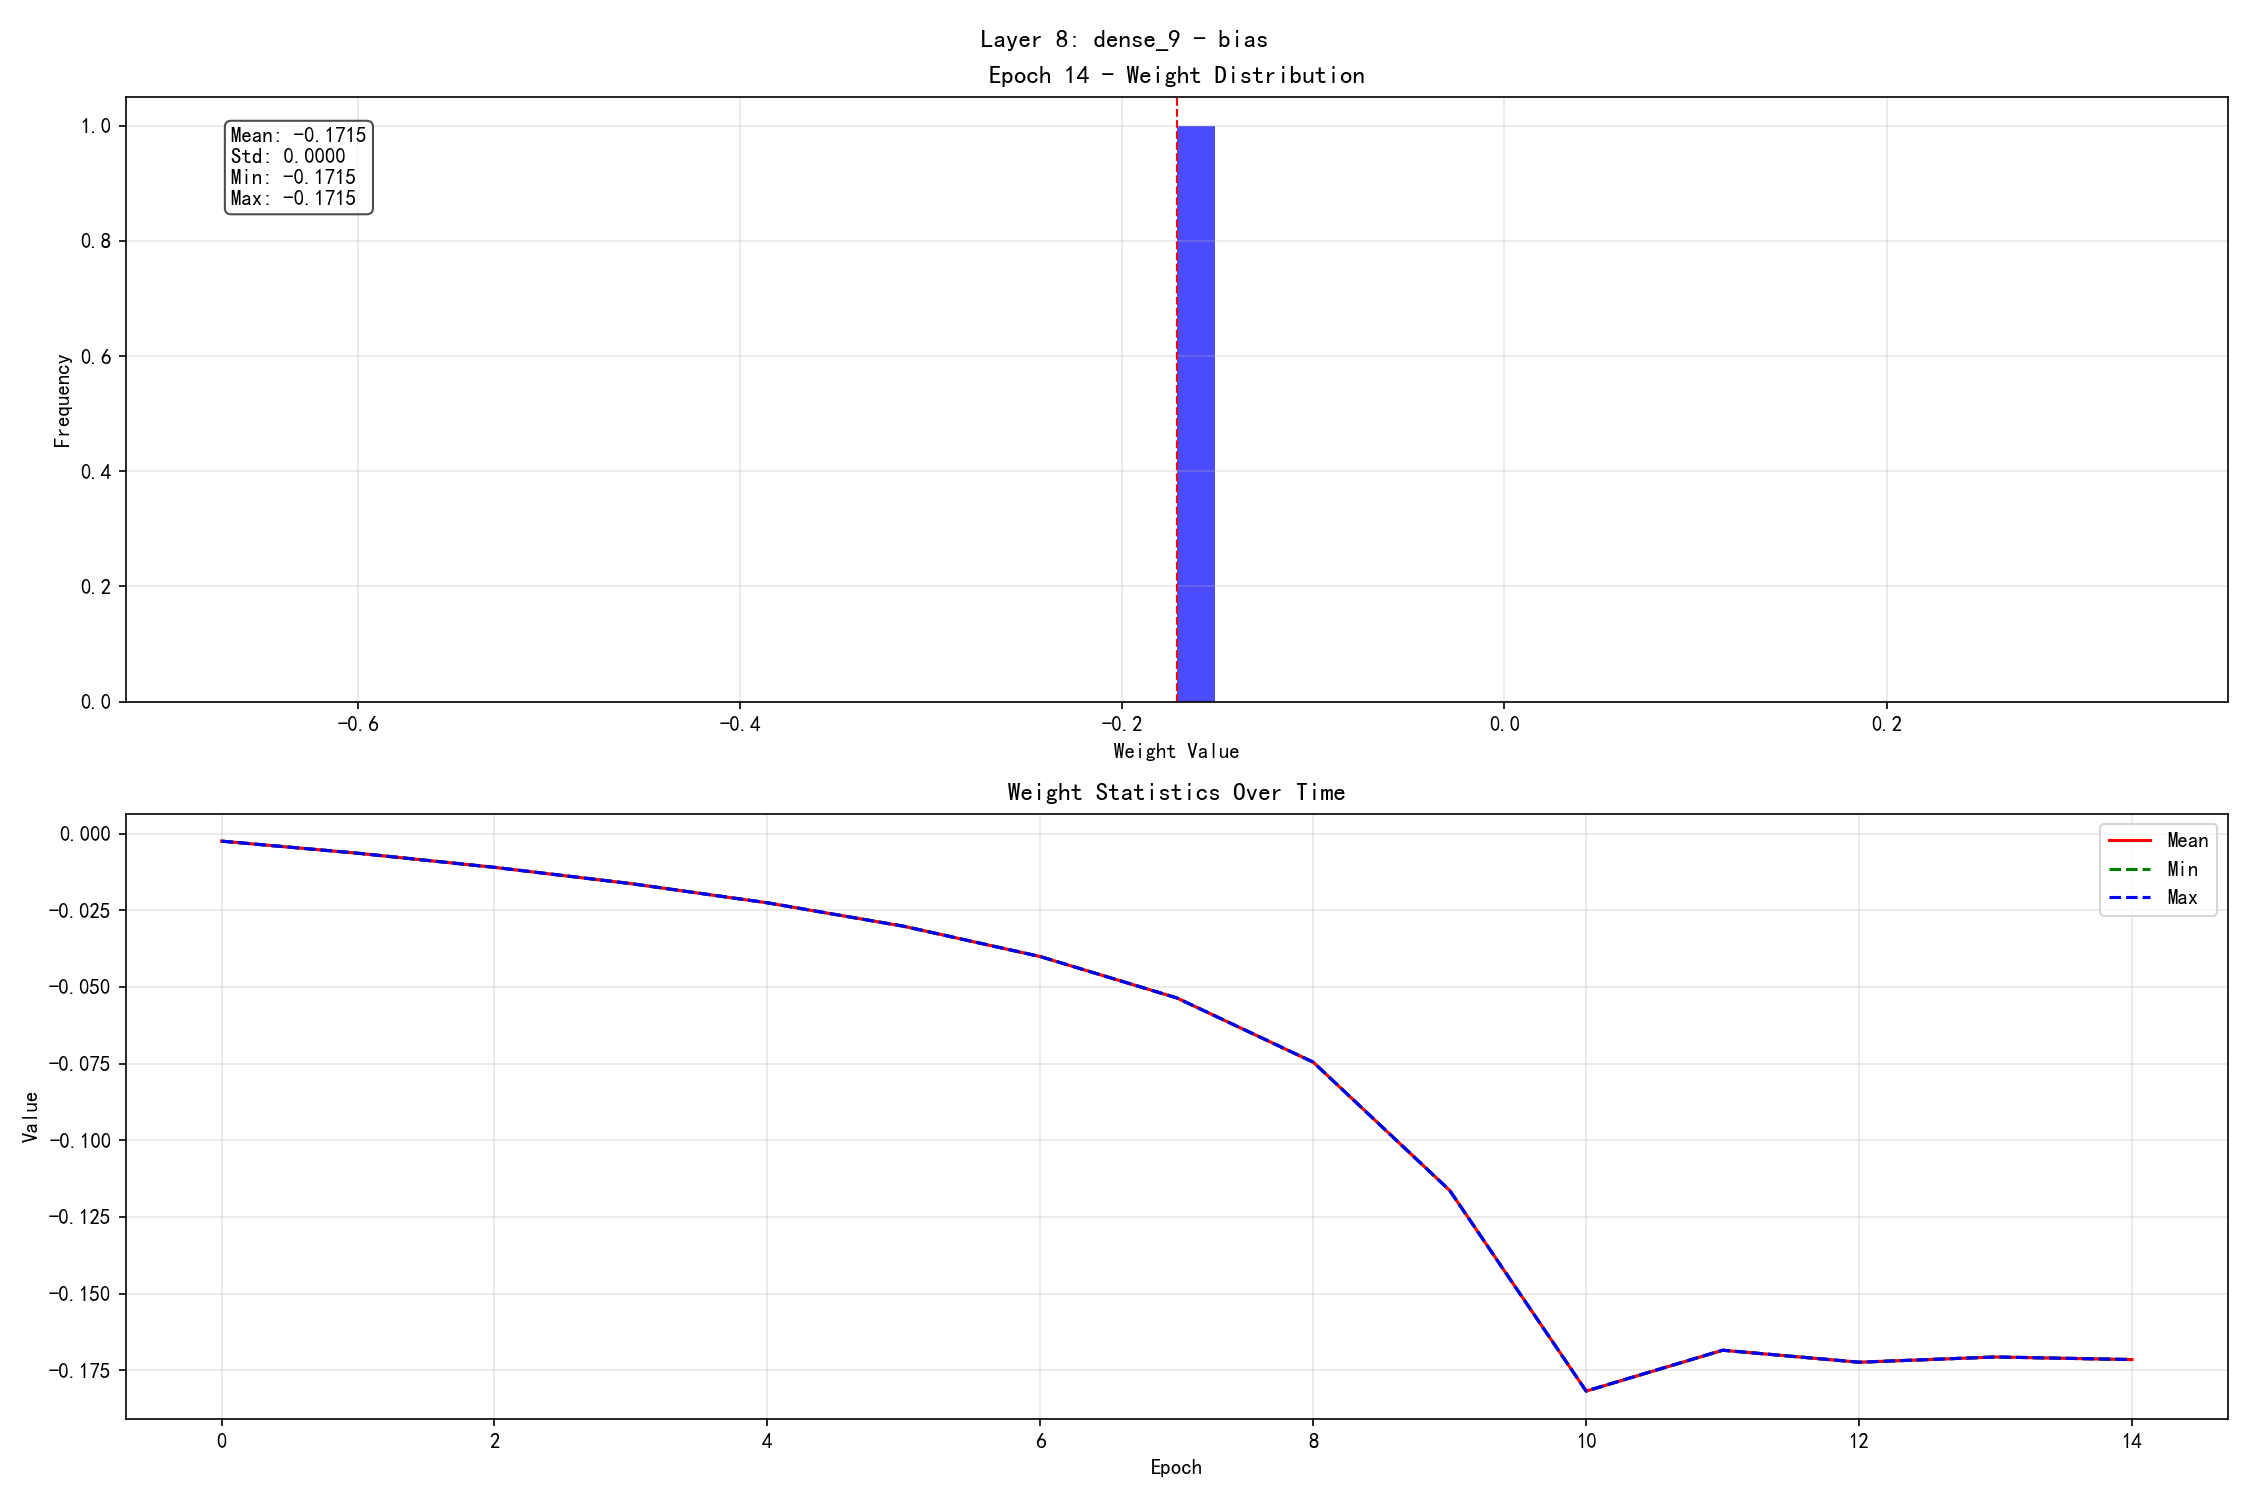 Layer 8: dense_9 - bias
Epoch 14 - Weight Distribution
Mean: -0.1715
Std: 0.0000
Min: -0.1715
Max: -0.1715
1.0
0.8
0.6
0.4
0.2
0.0
Frequency
-0.6 -0.4 -0.2 0.0 0.2
Weight Value
Weight Statistics Over Time
Mean
Min
Max
0.000
-0.025
-0.050
-0.075
-0.100
-0.125
-0.150
-0.175
Value
0 2 4 6 8 10 12 14
Epoch